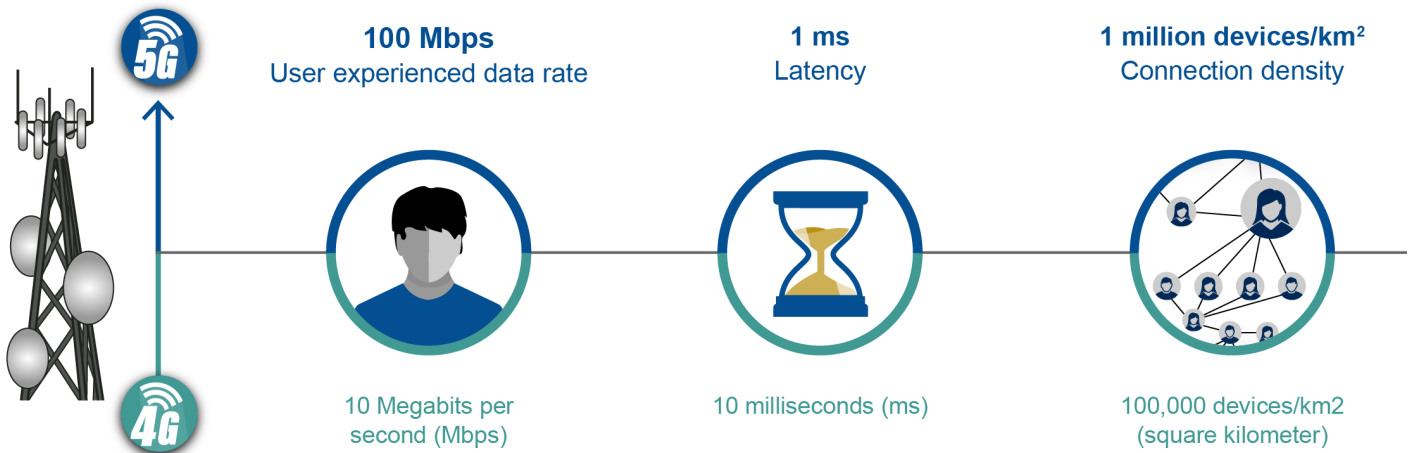 5G
100 Mbps
User experienced data rate
1 ms
Latency
1 million devices/km²
Connection density
4G
10 Megabits per
second (Mbps)
10 milliseconds (ms)
100,000 devices/km2
(square kilometer)